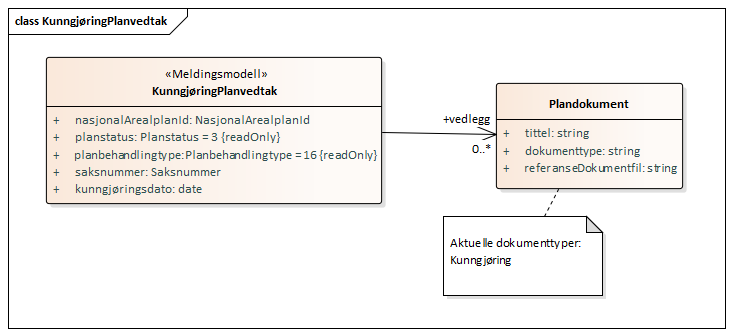 class KunngjøringPlanvedtak
«Meldingsmodell»
KunngjøringPlanvedtak
+ nasjonalArealplanId: NasjonalArealplanId
+ planstatus: Planstatus = 3 {readOnly}
+ planbehandlingtype:Planbehandlingtype = 16 {readOnly}
+ saksnummer: Saksnummer
+ kunngjøringsdato: date
+vedlegg
0..*
Plandokument
+ tittel: string
+ dokumenttype: string
+ referanseDokumentfil: string
Aktuelle dokumenttyper:
Kunngjøring